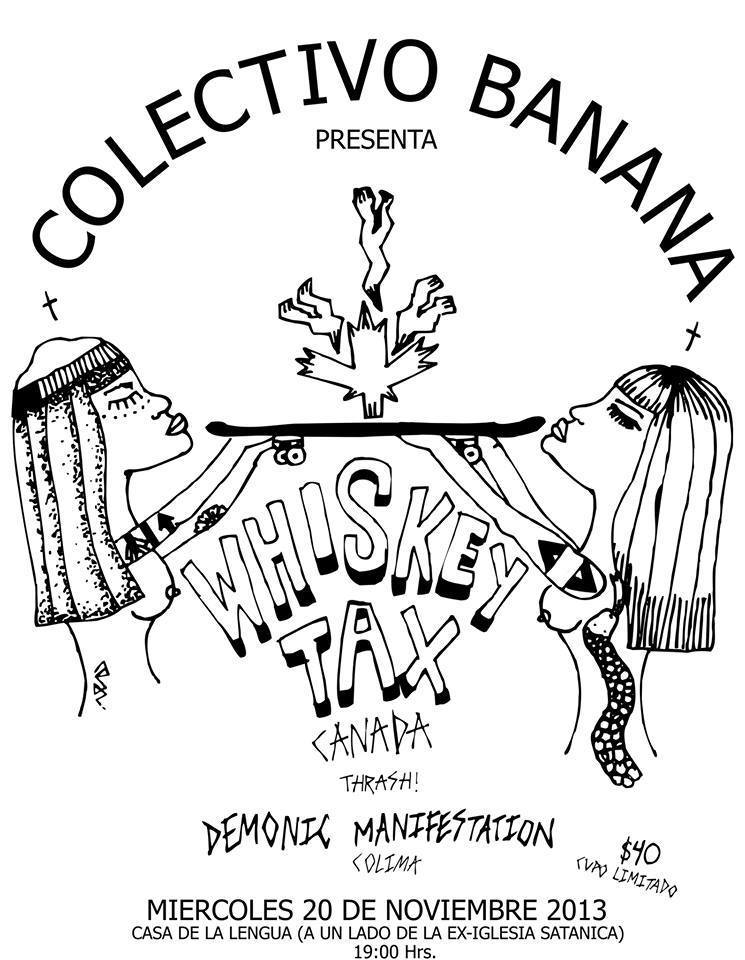 COLECTIVO BANANA
PRESENTA
WHISKEY
TAX
CANADA
THRASH!
DEMONIC MANIFESTATION
COLIMA
$40
CUPO LIMITADO
MIERCOLES 20 DE NOVIEMBRE 2013
CASA DE LA LENGUA (A UN LADO DE LA EX-IGLESIA SATANICA)
19:00 Hrs.